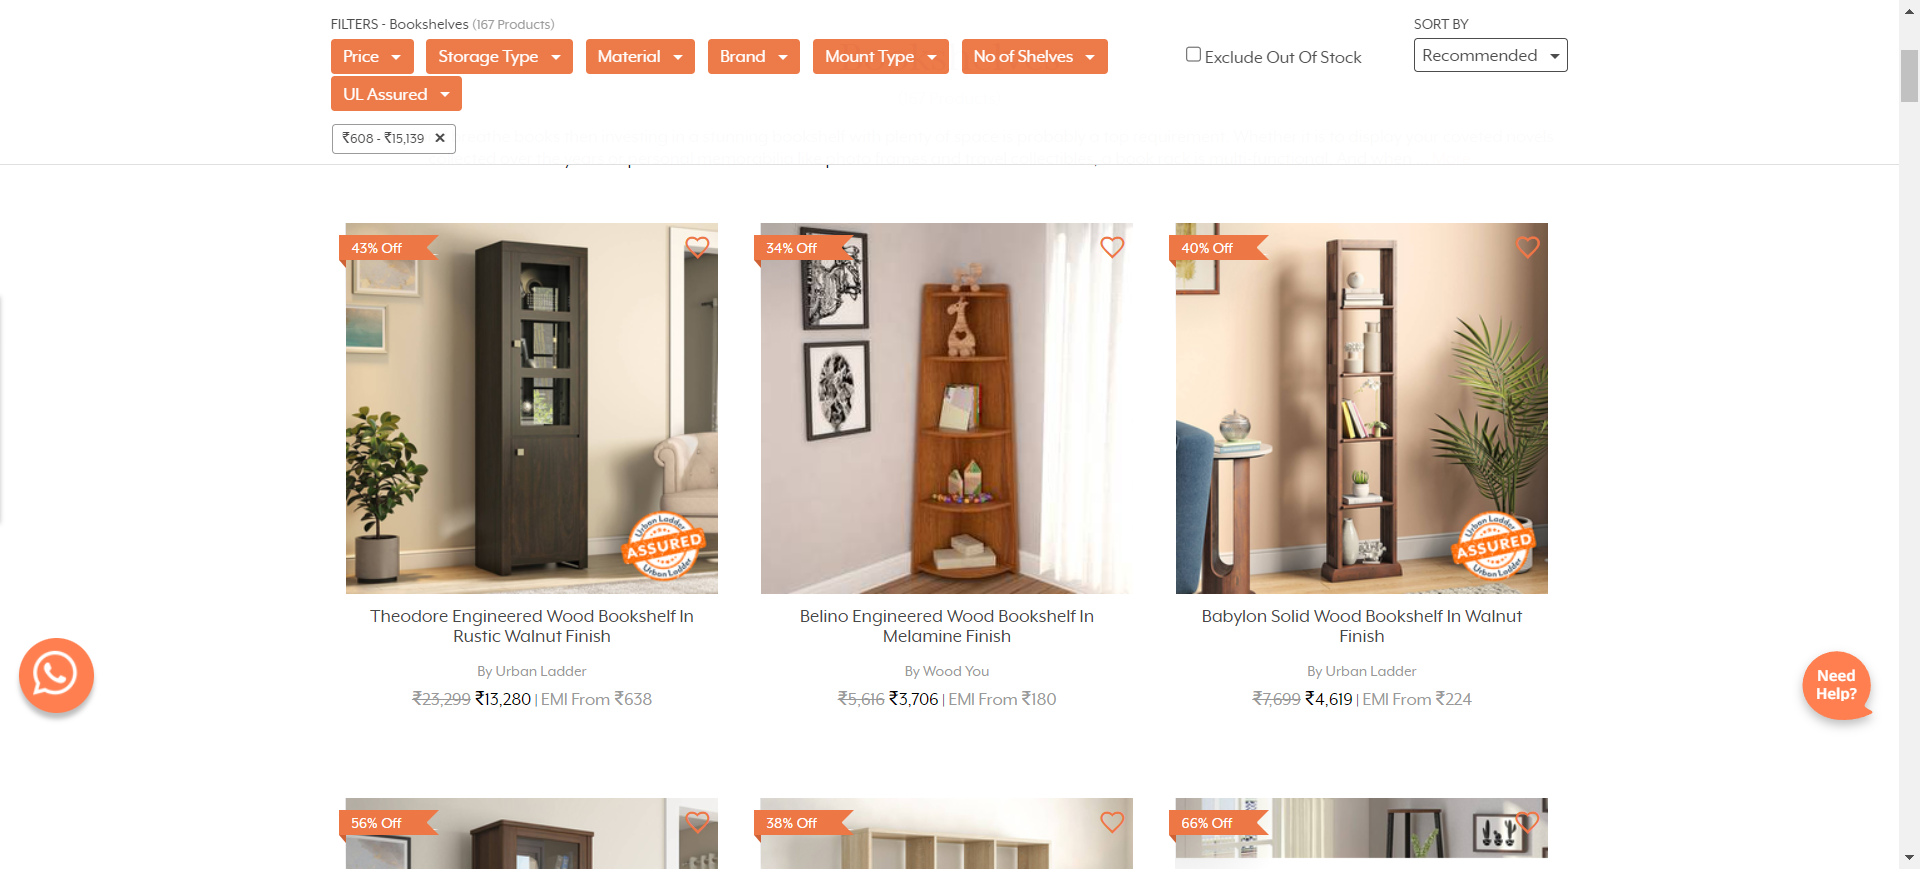 FILTERS - Bookshelves (167 Products)
SORT BY
Price
Storage Type
Material
Brand
Mount Type
No of Shelves
Exclude Out Of Stock
Recommended
UL Assured
₹608 - ₹15,139 ✕
43% Off
34% Off
40% Off
Urban Ladder
ASSURED
Urban Ladder
Urban Ladder
ASSURED
Urban Ladder
Theodore Engineered Wood Bookshelf In
Rustic Walnut Finish
By Urban Ladder
₹23,299 ₹13,280 | EMI From ₹638
Belino Engineered Wood Bookshelf In
Melamine Finish
By Wood You
₹5,616 ₹3,706 | EMI From ₹180
Babylon Solid Wood Bookshelf In Walnut
Finish
By Urban Ladder
₹7,699 ₹4,619 | EMI From ₹224
Need
Help?
56% Off
38% Off
66% Off